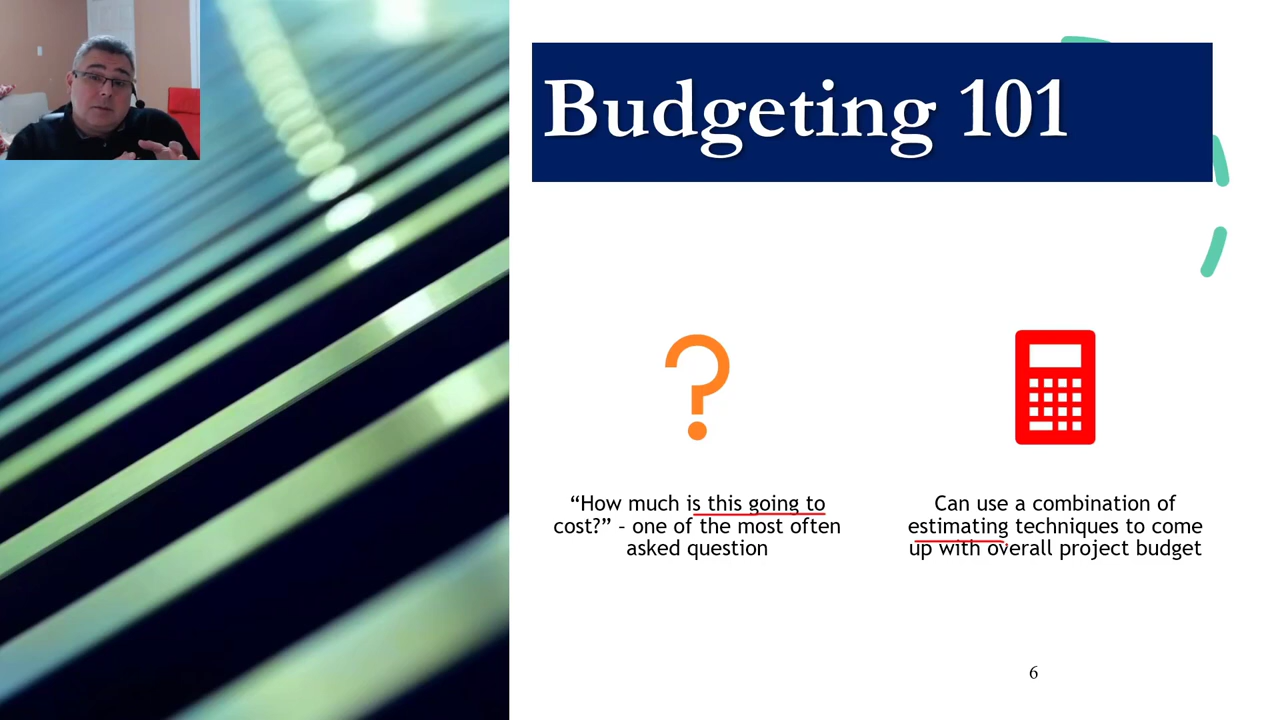 Budgeting 101
“How much is this going to
cost?” – one of the most often
asked question
Can use a combination of
estimating techniques to come
up with overall project budget
6